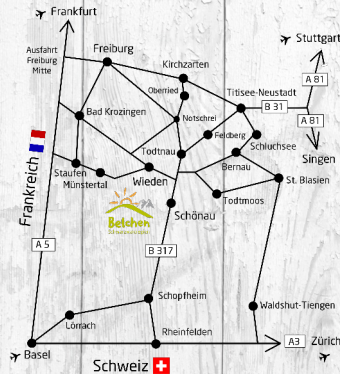 Frankfurt
Stuttgart
Ausfahrt
Freiburg
Mitte
Freiburg
Kirchzarten
A 81
Oberried
Titisee-Neustadt
B 31
Bad Krozingen
Notschrei
A 81
Feldberg
Schluchsee
Singen
Frankreich
Todtnau
Bernau
Staufen
Münstertal
Wieden
St. Blasien
Belchen
Todtmoos
Schönau
A 5
B 317
Schopfheim
Waldshut-Tiengen
Lörrach
Rheinfelden
A3
Zürich
Basel
Schweiz